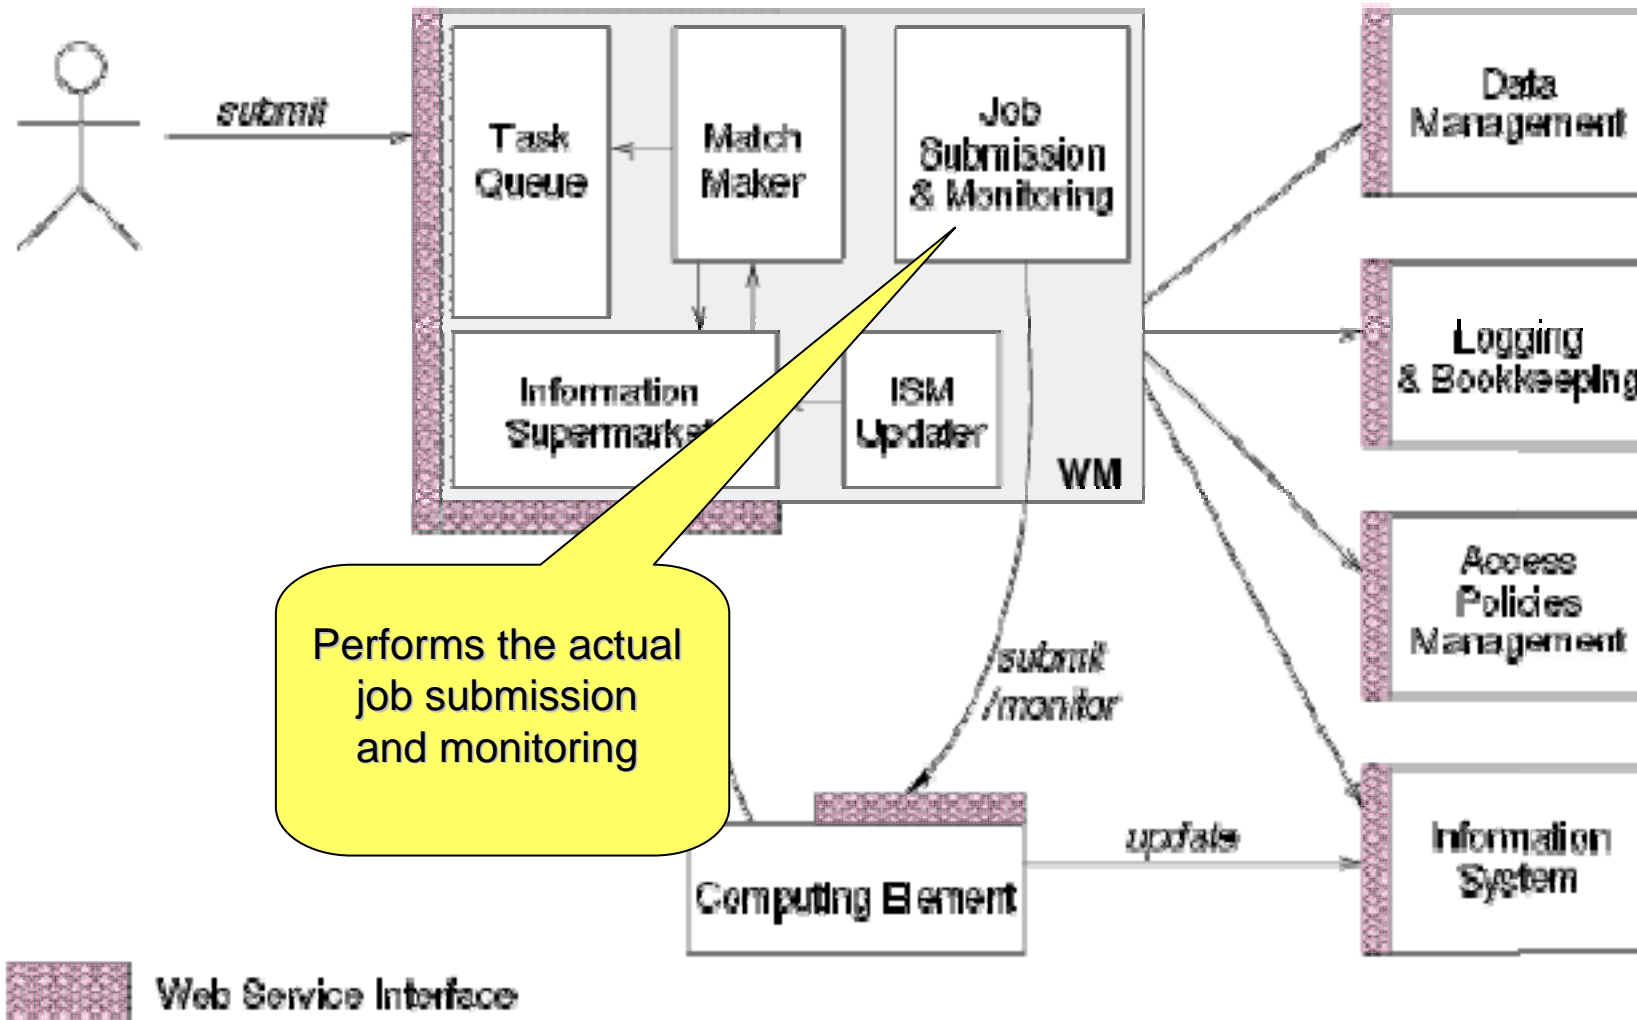 submit
Task
Queue
Match
Maker
Job
Submission
& Monitoring
Information
Supermarket
ISM
Updater
WM
Data
Management
Logging
& Bookkeeping
Access
Policies
Management
Information
System
Performs the actual
job submission
and monitoring
submit
/monitor
update
Computing Element
Web Service Interface